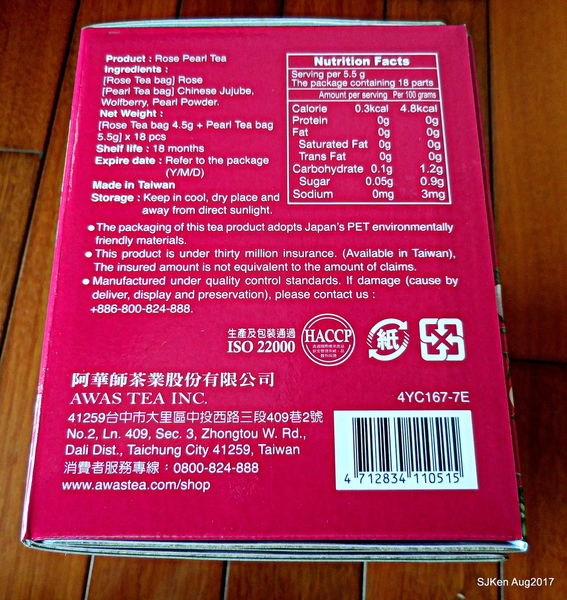 Product : Rose Pearl Tea
Ingredients :
[Rose Tea bag] Rose
[Pearl Tea bag] Chinese Jujube,
Wolfberry, Pearl Powder.
Net Weight :
[Rose Tea bag 4.5g + Pearl Tea bag
5.5g] x 18 pcs
Shelf life : 18 months
Expire date : Refer to the package
(Y/M/D)
Made in Taiwan
Storage : Keep in cool, dry place and
away from direct sunlight.
Nutrition Facts
Serving per 5.5 g
The package containing 18 parts
Amount per serving Per 100 grams
Calorie 0.3kcal 4.8kcal
Protein 0g 0g
Fat 0g 0g
Saturated Fat 0g 0g
Trans Fat 0g 0g
Carbohydrate 0.1g 1.2g
Sugar 0.05g 0.9g
Sodium 0mg 3mg
●The packaging of this tea product adopts Japan's PET environmentally
friendly materials.
●This product is under thirty million insurance. (Available in Taiwan),
The insured amount is not equivalent to the amount of claims.
●Manufactured under quality control standards. If damage (cause by
deliver, display and preservation), please contact us :
+886-800-824-888.
生產及包裝通過
ISO 22000
HACCP
紙
阿華師茶業股份有限公司
AWAS TEA INC.
4YC167-7E
41259台中市大里區中投西路三段409巷2號
No.2, Ln. 409, Sec. 3, Zhongtou W. Rd.,
Dali Dist., Taichung City 41259, Taiwan
消費者服務專線：0800-824-888
www.awastea.com/shop
4 712834 110515
SJKen Aug2017